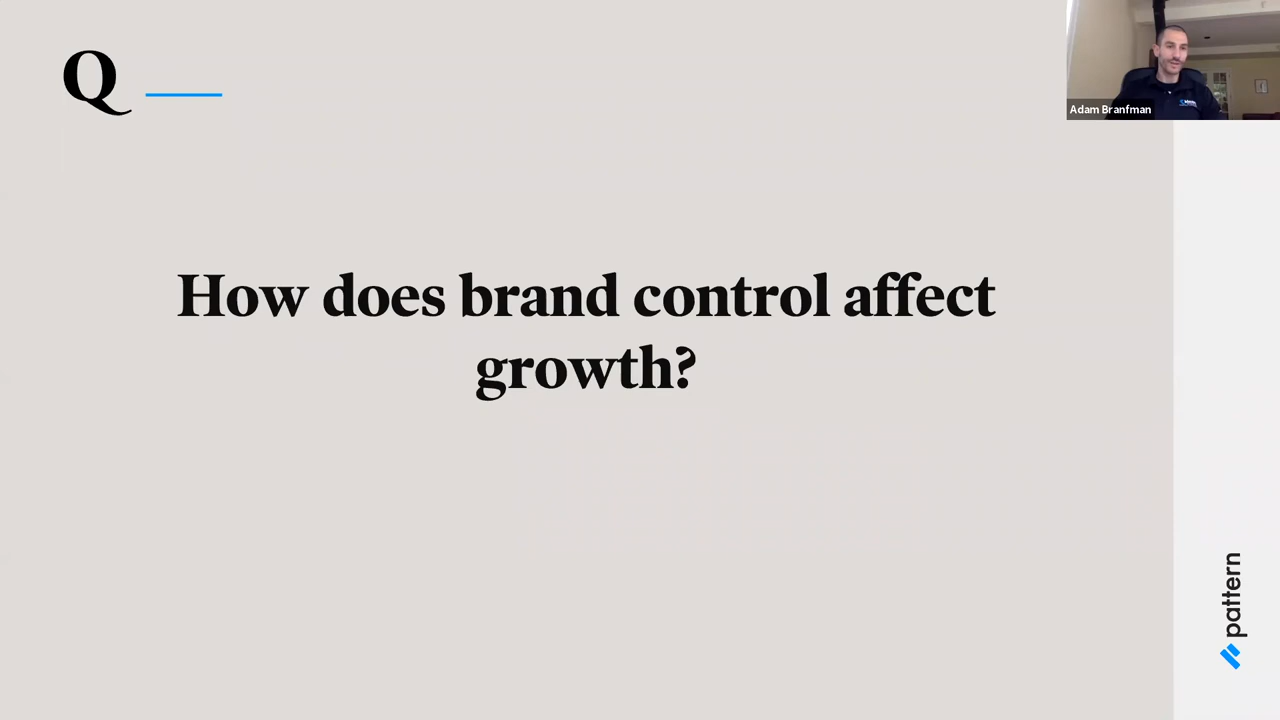 Q
Adam Branfman
How does brand control affect
growth?
pattern